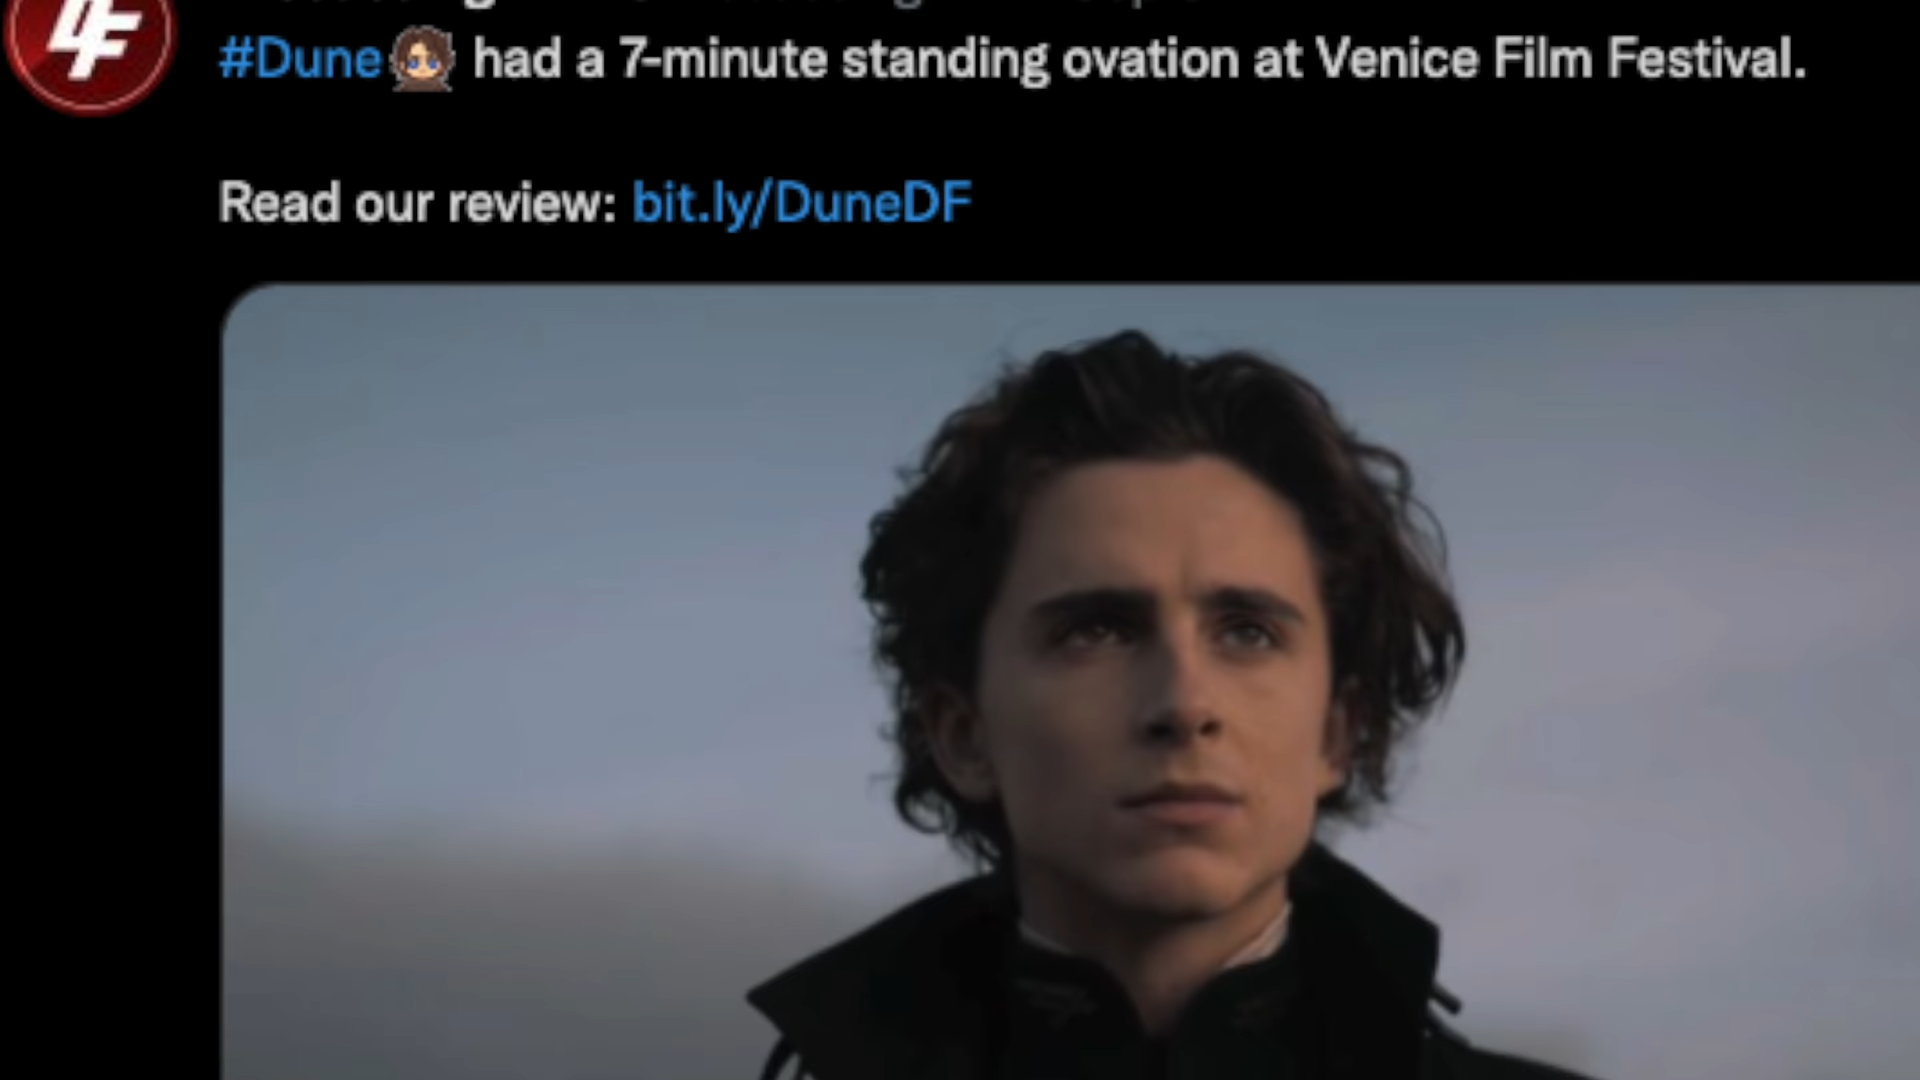 #Dune had a 7-minute standing ovation at Venice Film Festival.
Read our review: bit.ly/DuneDF